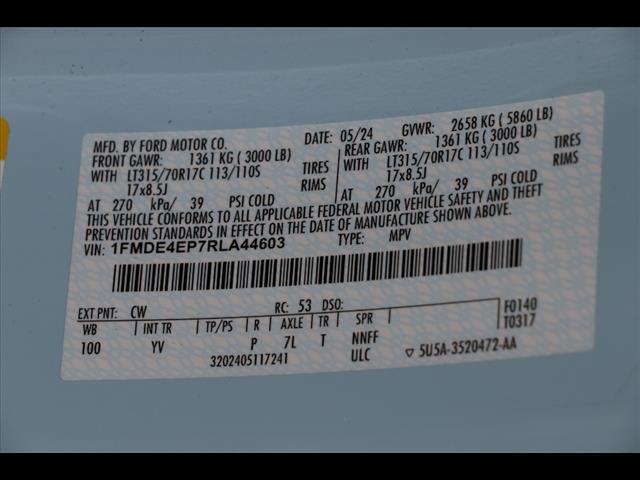 MFD. BY FORD MOTOR CO.
DATE: 05/24 GVWR: 2658 KG ( 5860 LB)
FRONT GAWR: 1361 KG ( 3000 LB)
REAR GAWR: 1361 KG ( 3000 LB)
WITH LT315/70R17C 113/110S TIRES
WITH LT315/70R17C 113/110S TIRES
17x8.5J RIMS
17x8.5J RIMS
AT 270 kPa/ 39 PSI COLD
AT 270 kPa/ 39 PSI COLD
THIS VEHICLE CONFORMS TO ALL APPLICABLE FEDERAL MOTOR VEHICLE SAFETY AND THEFT
PREVENTION STANDARDS IN EFFECT ON THE DATE OF MANUFACTURE SHOWN ABOVE.
VIN: 1FMDE4EP7RLA44603 TYPE: MPV
EXT PNT: CW RC: 53 DSO:
WB INT TR TP/PS R AXLE TR SPR
100 YV P 7L T NNFF
3202405117241 ULC
F0140
T0317
▽ 5U5A-3520472-AA